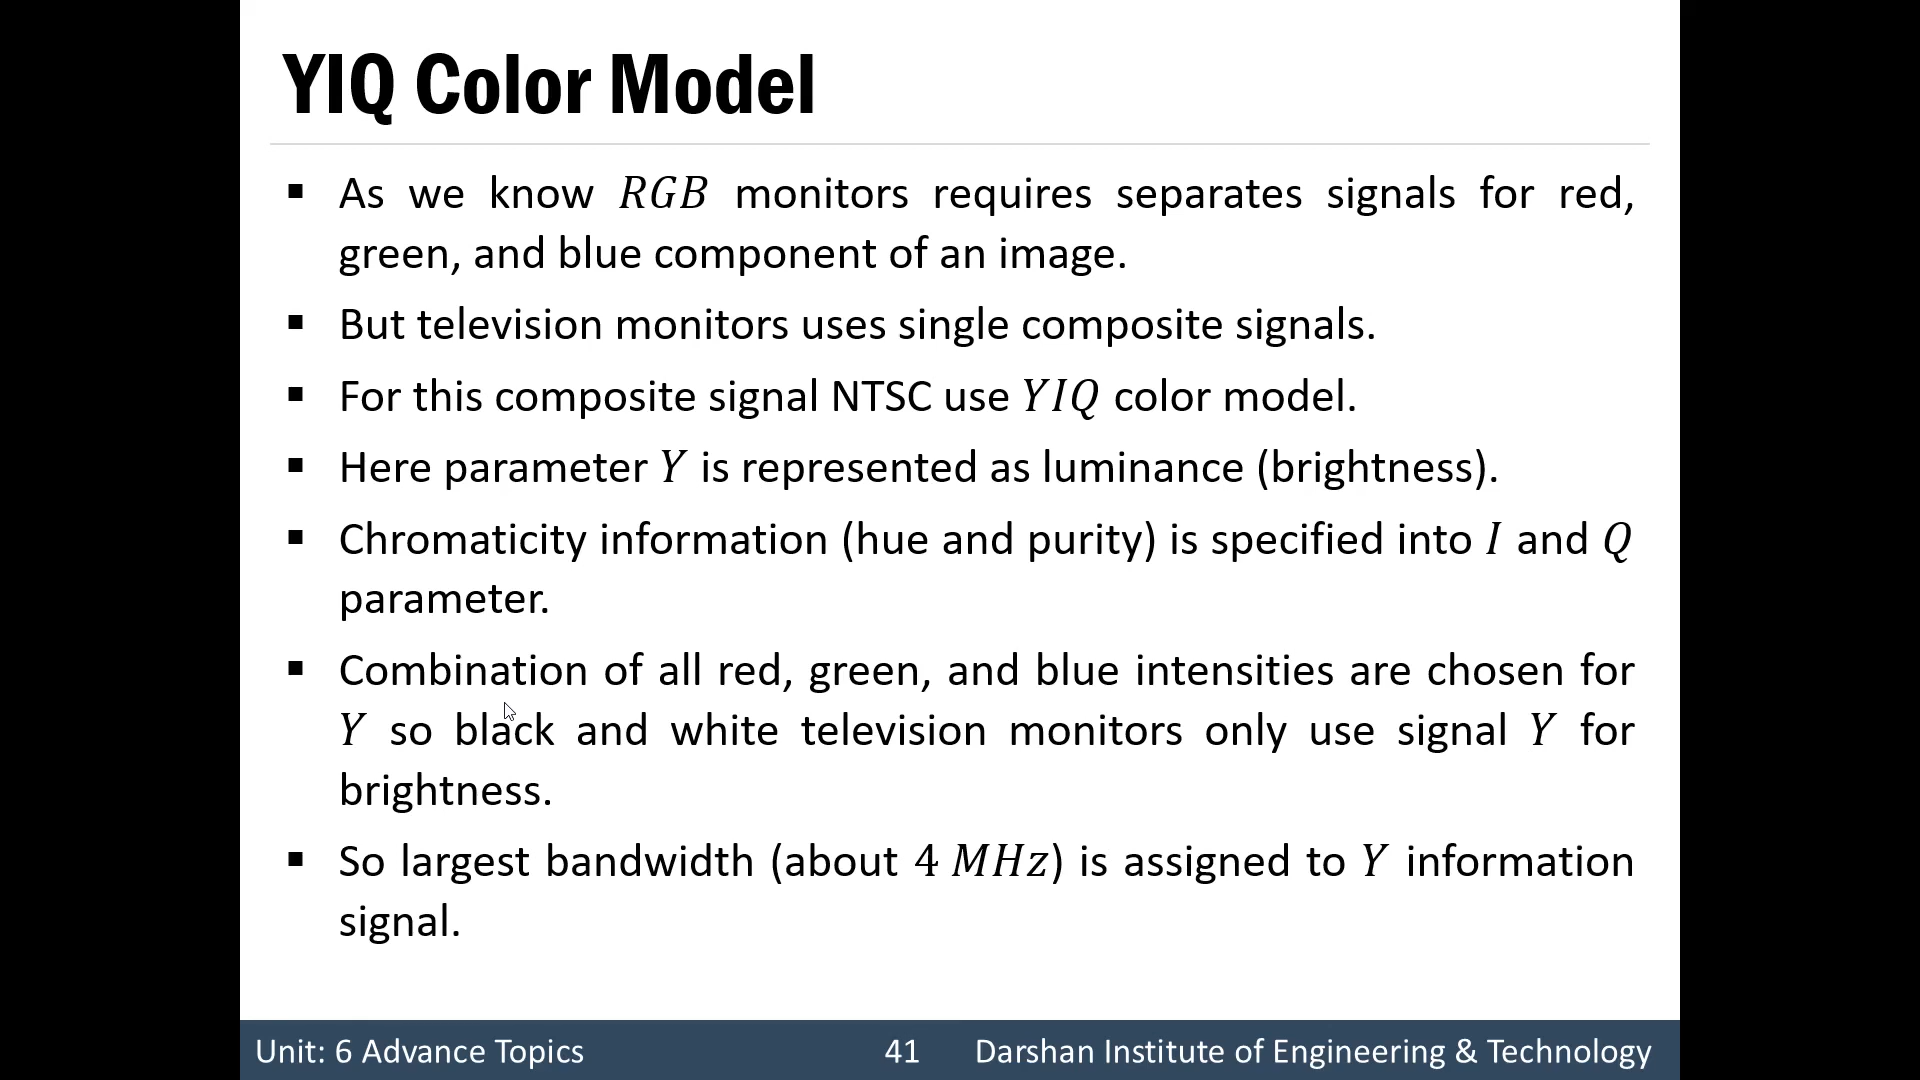 YIQ Color Model
▪ As we know RGB monitors requires separates signals for red,
green, and blue component of an image.
▪ But television monitors uses single composite signals.
▪ For this composite signal NTSC use YIQ color model.
▪ Here parameter Y is represented as luminance (brightness).
▪ Chromaticity information (hue and purity) is specified into I and Q
parameter.
▪ Combination of all red, green, and blue intensities are chosen for
Y so black and white television monitors only use signal Y for
brightness.
▪ So largest bandwidth (about 4 MHz) is assigned to Y information
signal.
Unit: 6 Advance Topics 41 Darshan Institute of Engineering & Technology